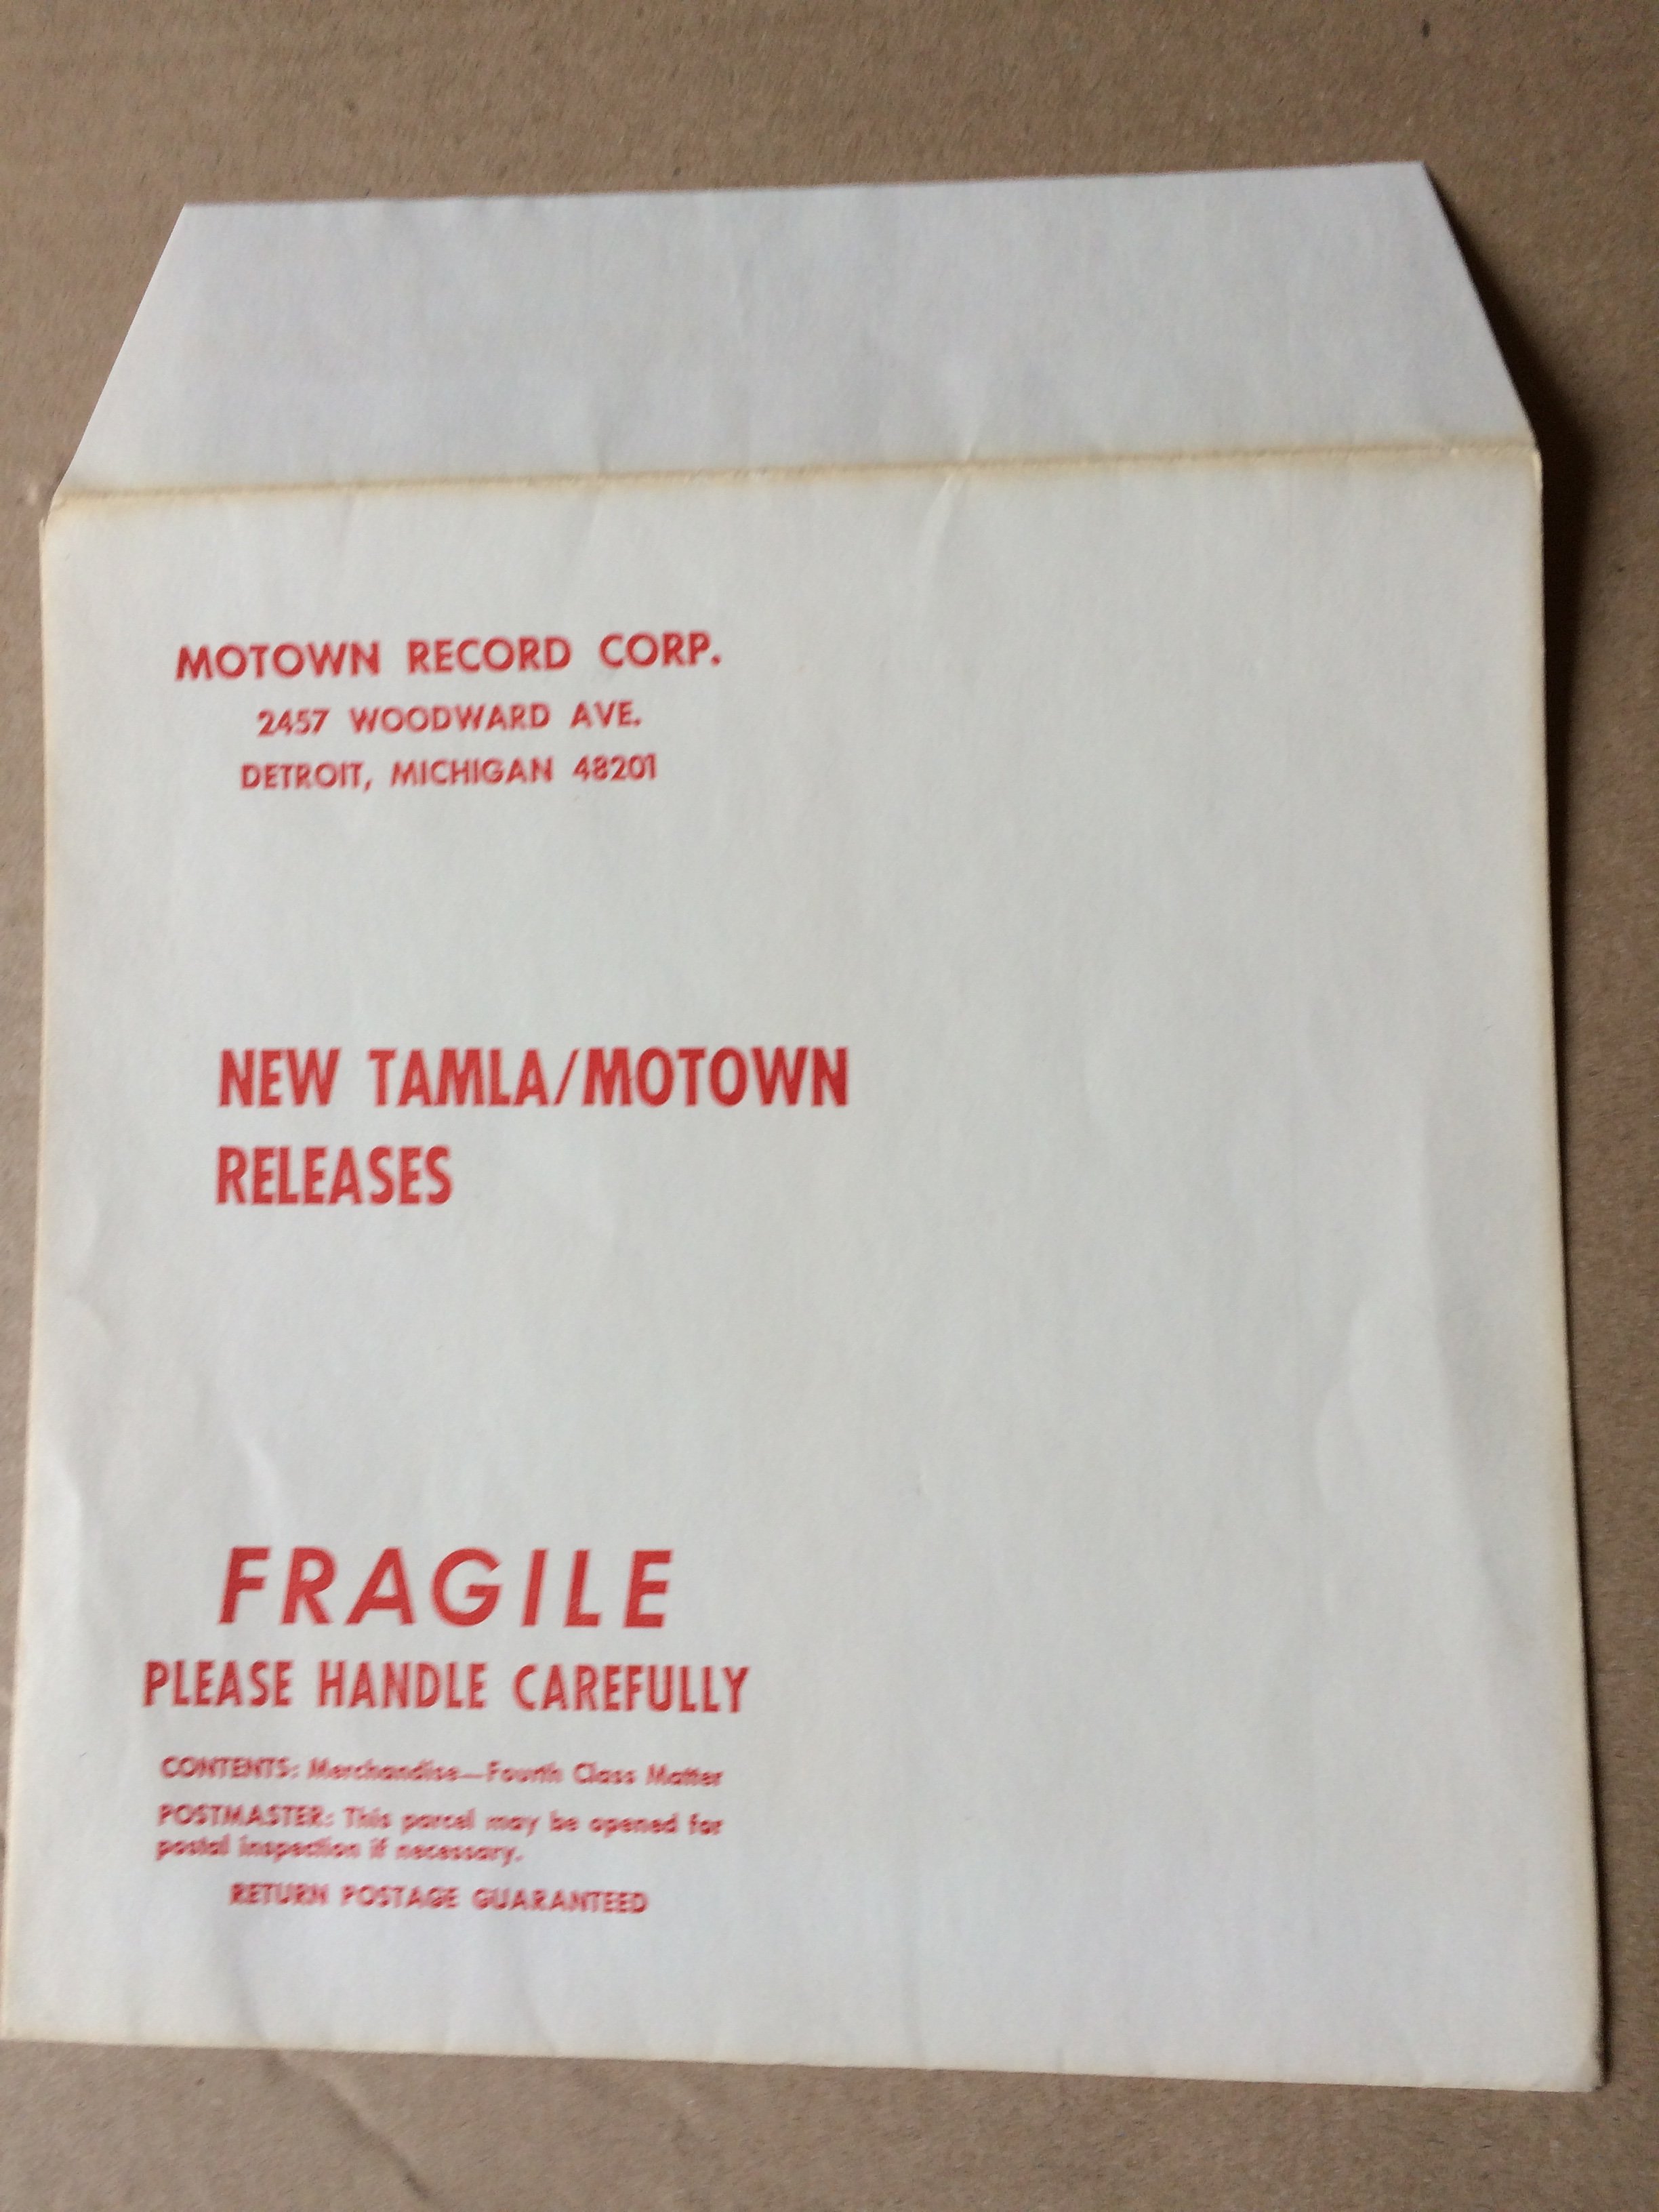 MOTOWN RECORD CORP.
2457 WOODWARD AVE.
DETROIT, MICHIGAN 48201
NEW TAMLA/MOTOWN
RELEASES
FRAGILE
PLEASE HANDLE CAREFULLY
CONTENTS: Merchandise—Fourth Class Matter
POSTMASTER: This parcel may be opened for
postal inspection if necessary.
RETURN POSTAGE GUARANTEED